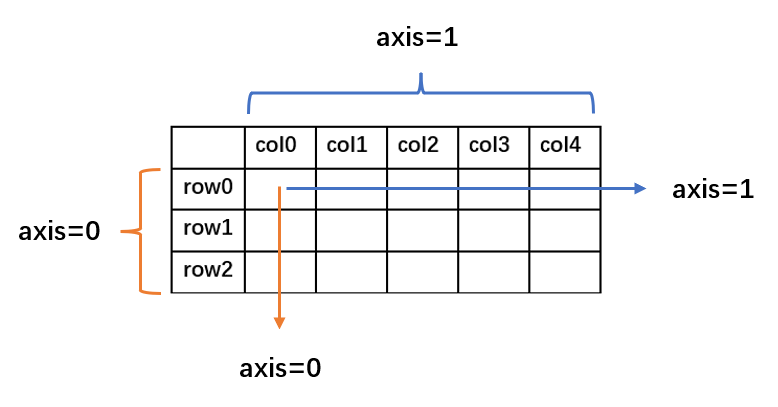 axis=1
col0 col1 col2 col3 col4
row0
axis=1
row1
axis=0
row2
axis=0